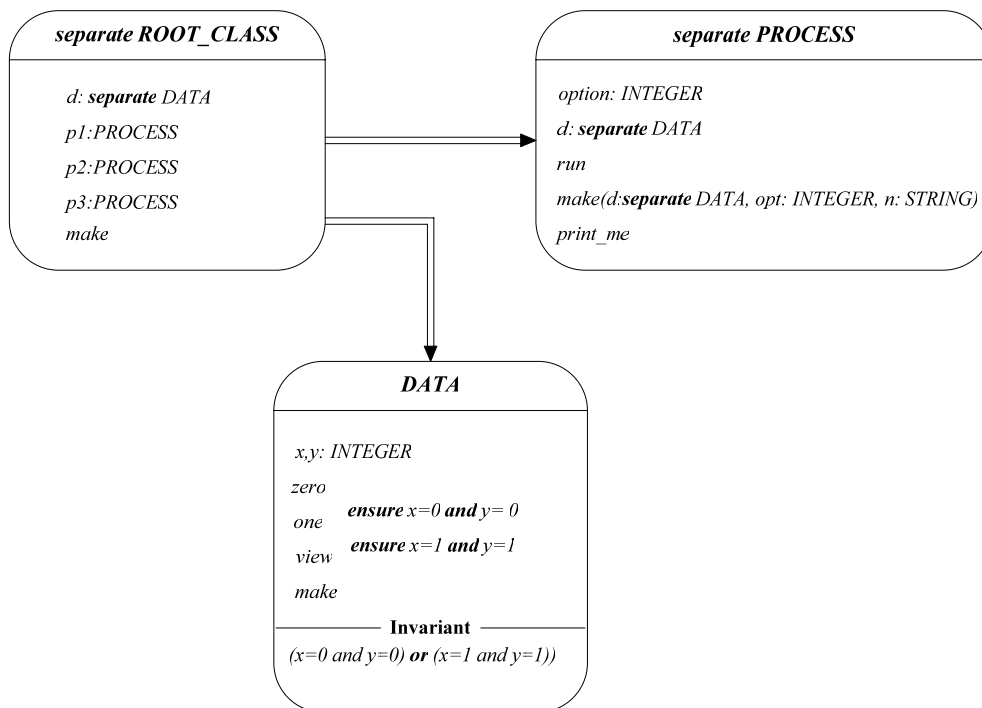 separate ROOT_CLASS
d: separate DATA
p1:PROCESS
p2:PROCESS
p3:PROCESS
make
separate PROCESS
option: INTEGER
d: separate DATA
run
make(d:separate DATA, opt: INTEGER, n: STRING)
print_me
DATA
x,y: INTEGER
zero
ensure x=0 and y= 0
one
ensure x=1 and y=1
view
make
Invariant
(x=0 and y=0) or (x=1 and y=1))